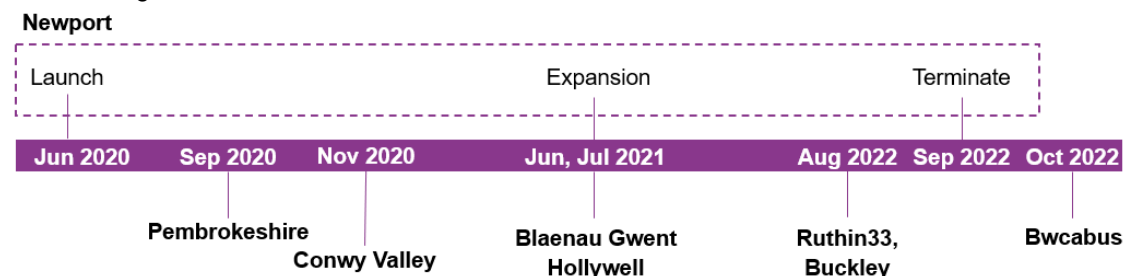 Newport
Launch Expansion Terminate
Jun 2020 Sep 2020 Nov 2020 Jun, Jul 2021 Aug 2022 Sep 2022 Oct 2022
Pembrokeshire
Conwy Valley
Blaenau Gwent
Hollywell
Ruthin33,
Buckley
Bwcabus